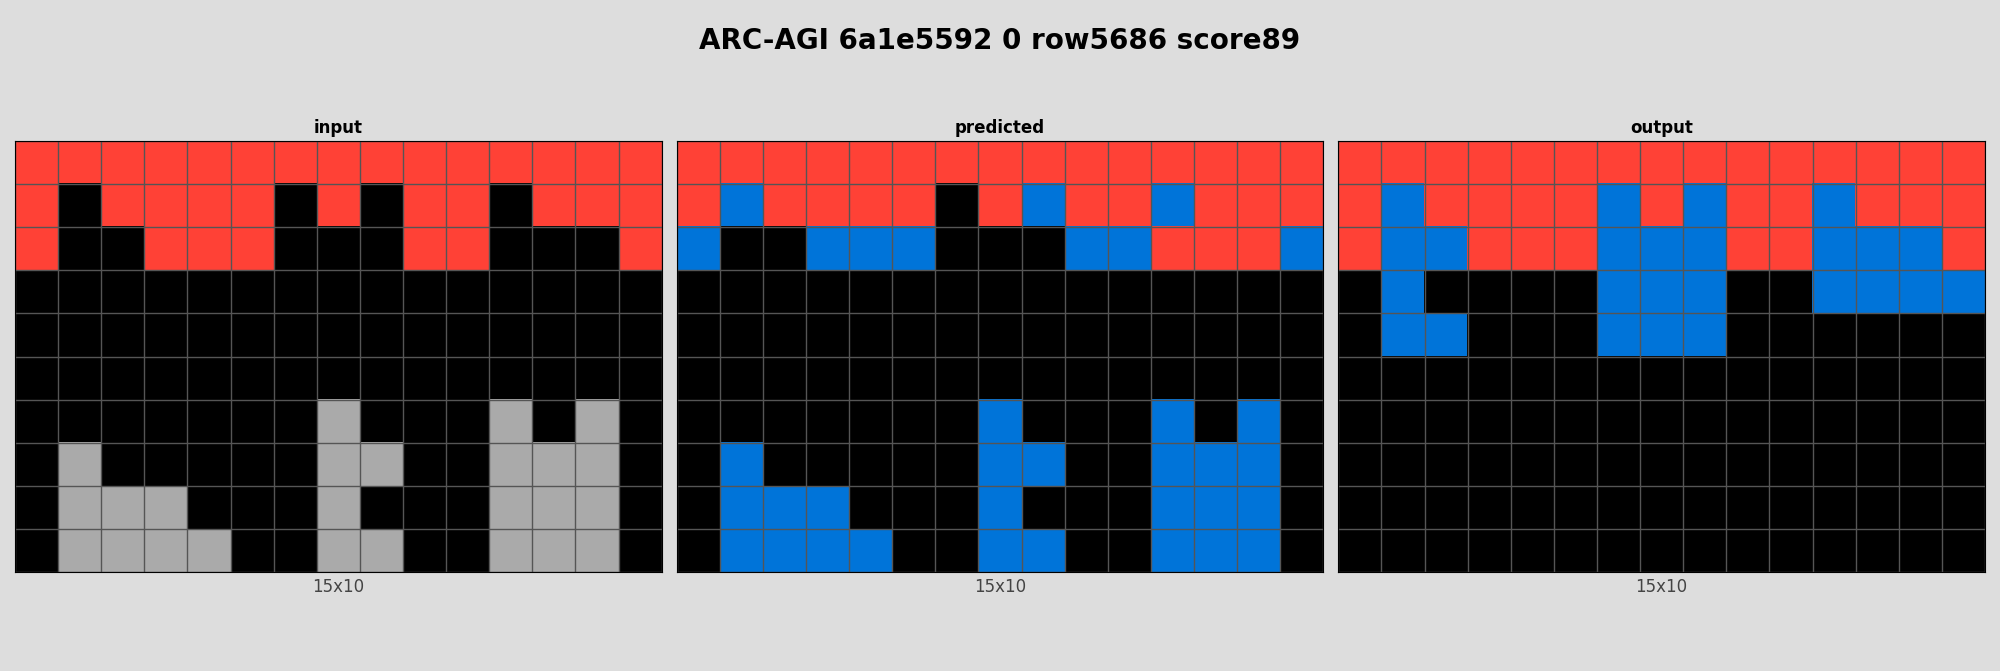 ARC-AGI 6a1e5592 0 row5686 score89
input
predicted
output
15x10
15x10
15x10